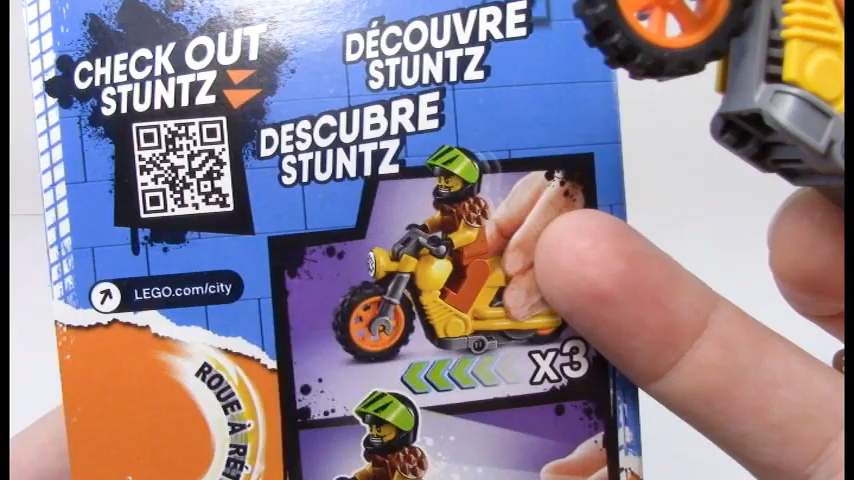 CHECK OUT
STUNTZ
DÉCOUVRE
STUNTZ
DESCUBRE
STUNTZ
LEGO.com/city
x3
ROUE À